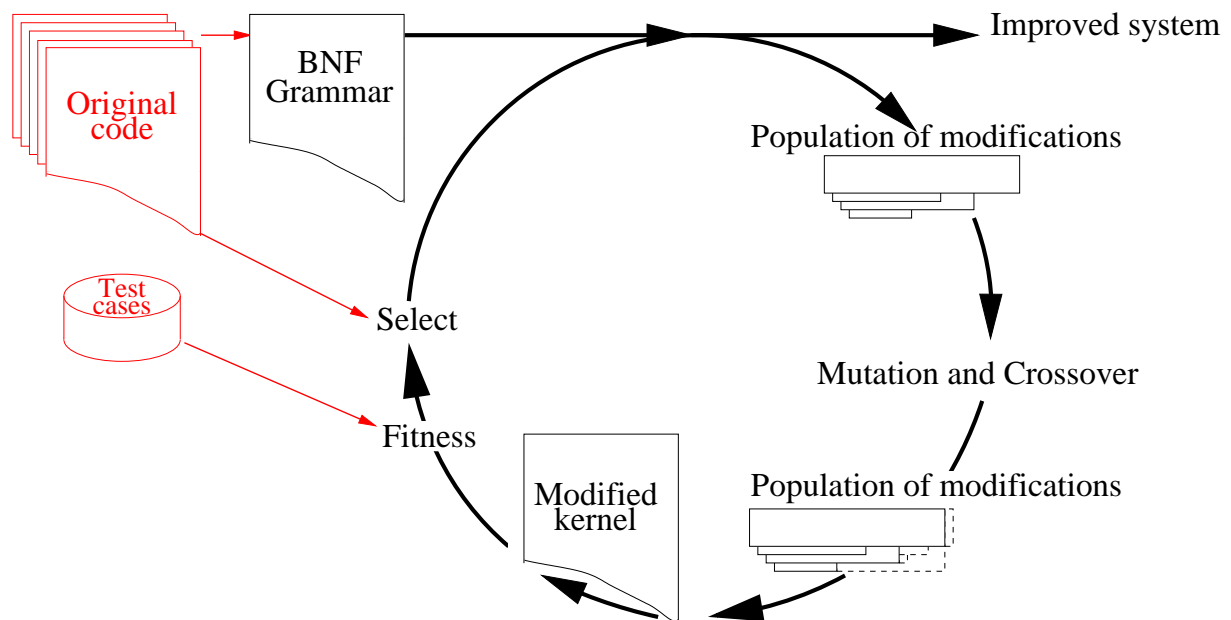 Improved system
BNF
Grammar
Original
code
Population of modifications
Test
cases
Select
Mutation and Crossover
Fitness
Modified
kernel
Population of modifications